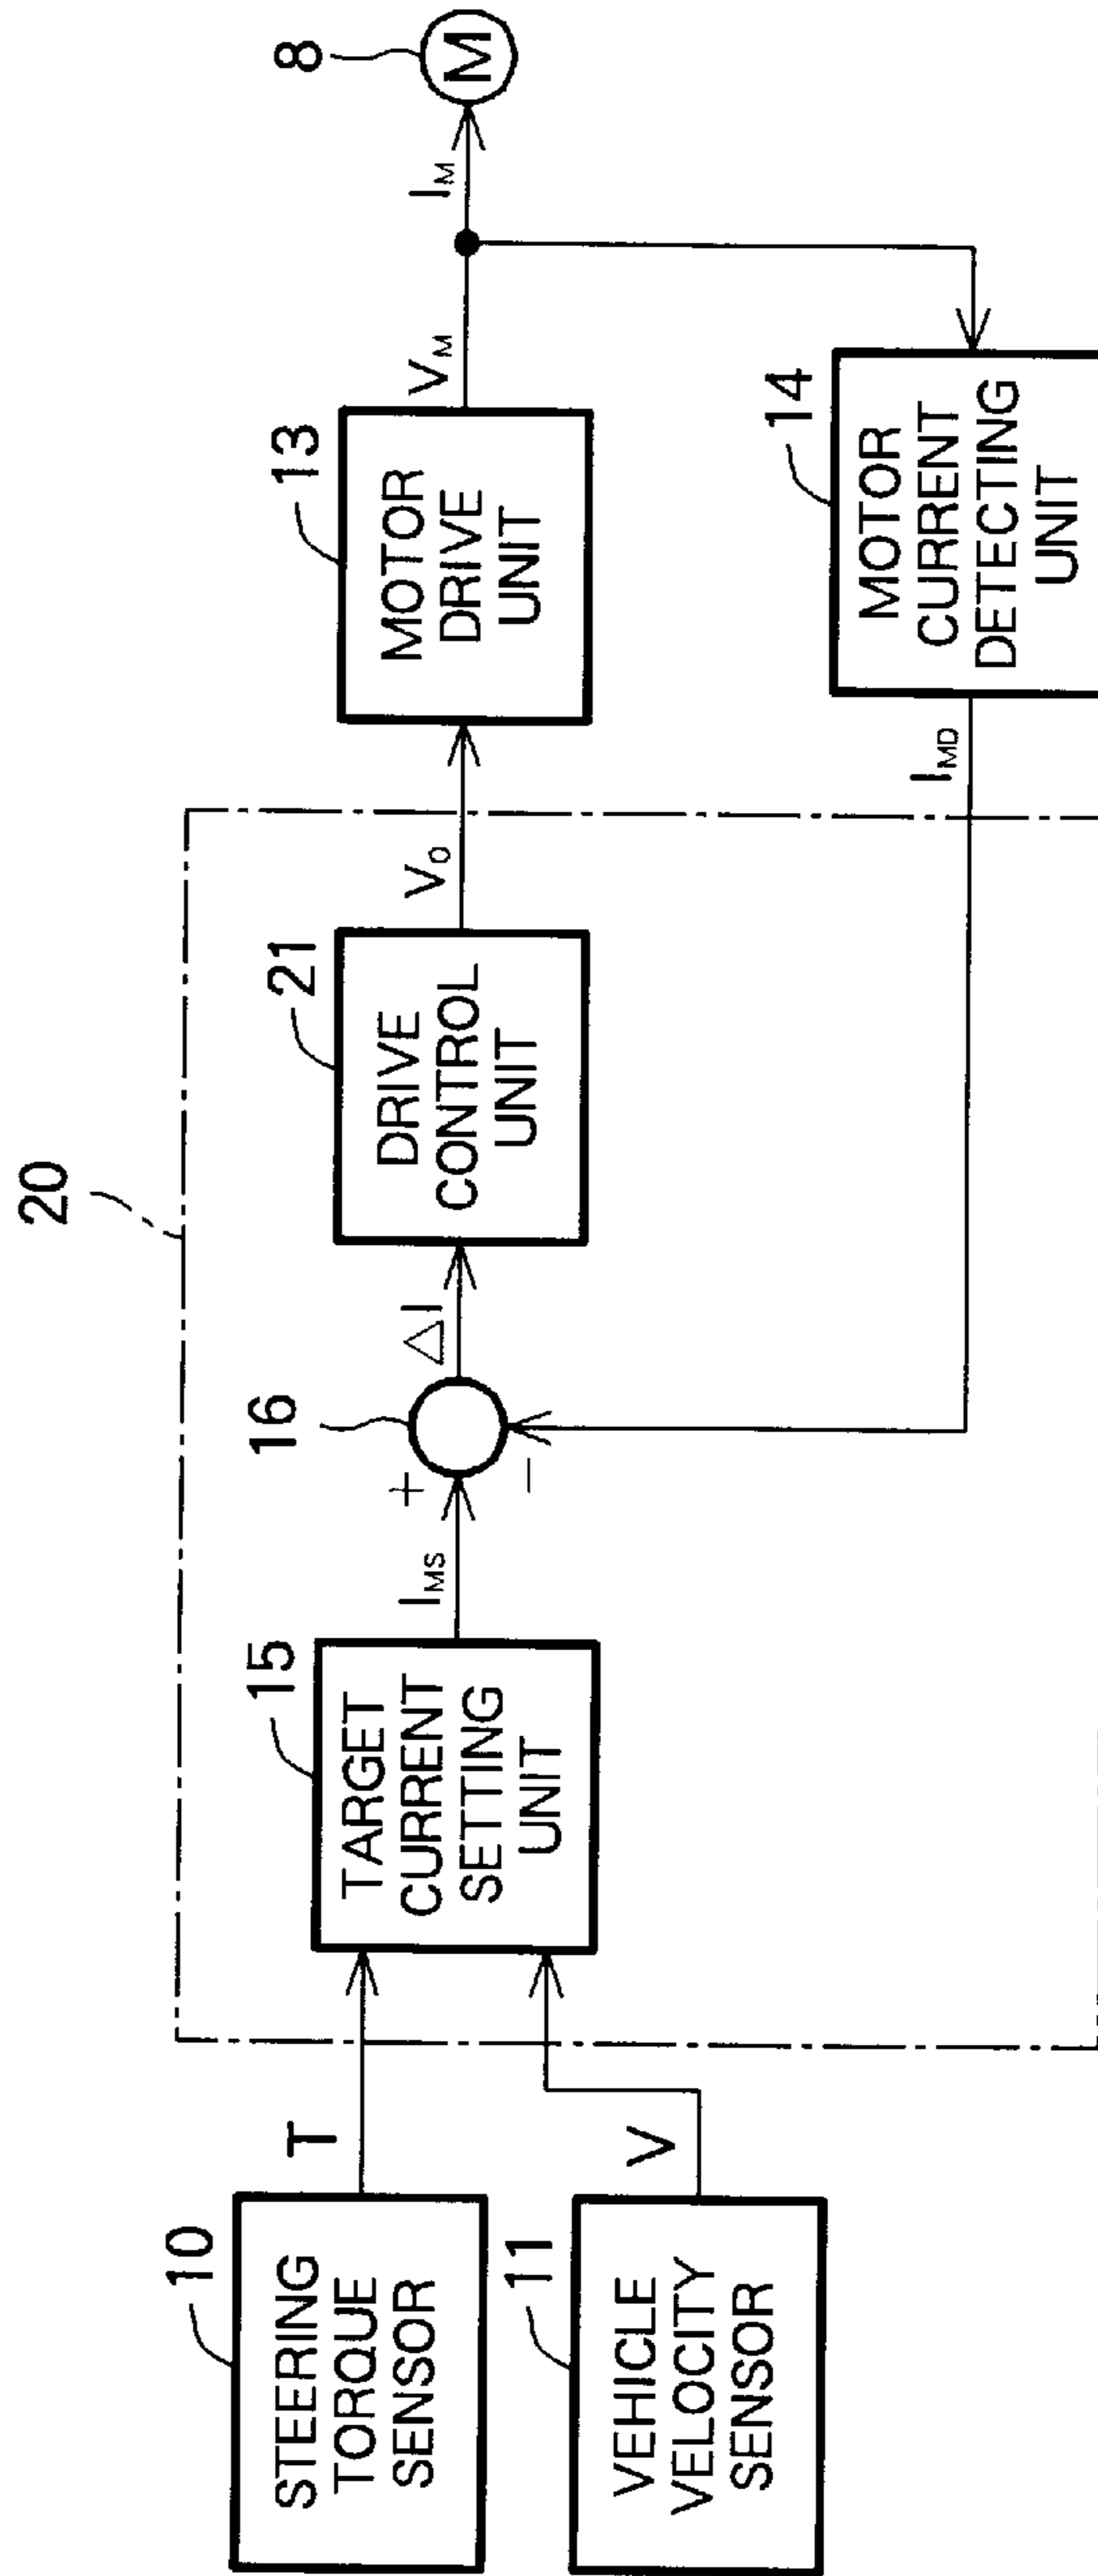 20
10
STEERING
TORQUE
SENSOR
T
11
VEHICLE
VELOCITY
SENSOR
V
15
TARGET
CURRENT
SETTING
UNIT
I_MS
+
−
16
ΔI
21
DRIVE
CONTROL
UNIT
V_O
13
MOTOR
DRIVE
UNIT
V_M
I_M
8
M
14
MOTOR
CURRENT
DETECTING
UNIT
I_MD